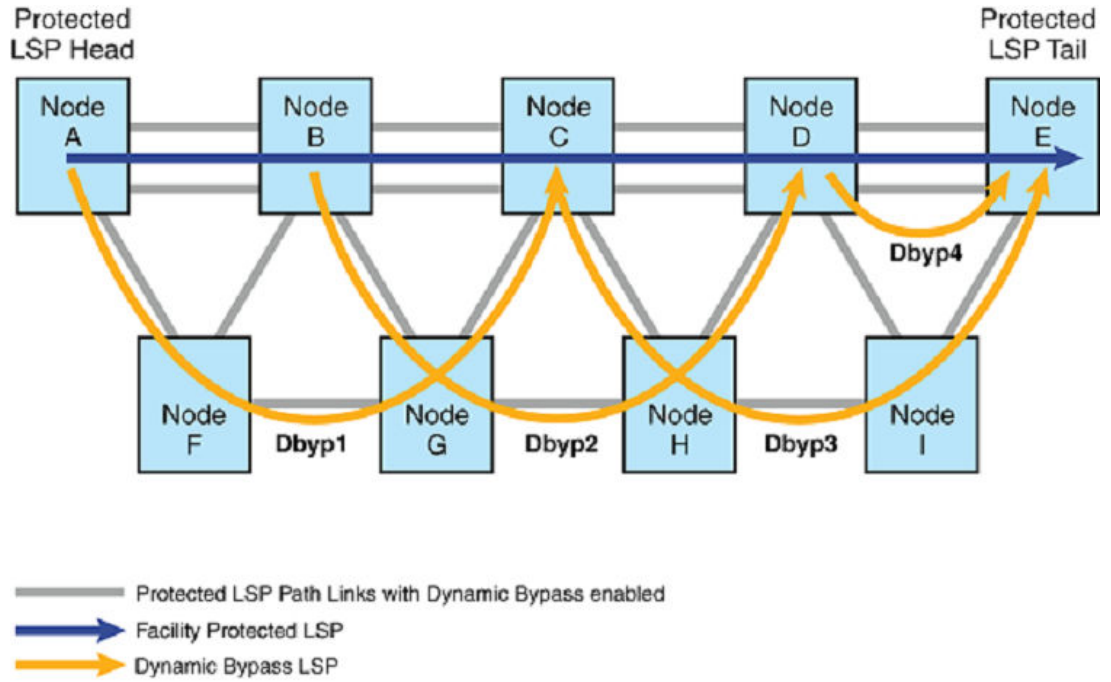 Protected
LSP Head
Protected
LSP Tail
Node
A
Node
B
Node
C
Node
D
Node
E
Dbyp4
Node
F
Dbyp1
Node
G
Dbyp2
Node
H
Dbyp3
Node
I
Protected LSP Path Links with Dynamic Bypass enabled
Facility Protected LSP
Dynamic Bypass LSP